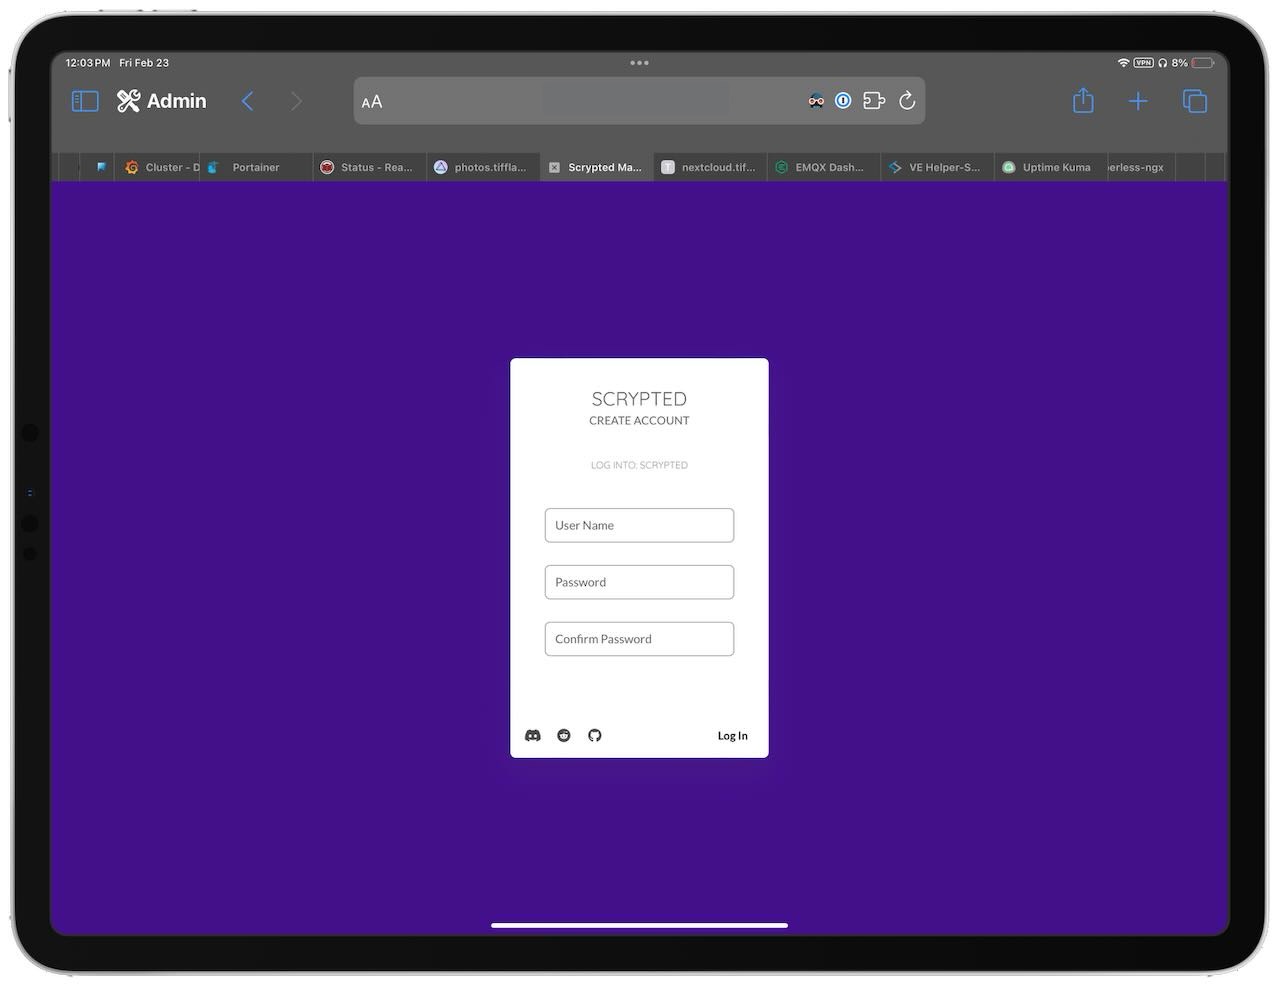 12:03 PM Fri Feb 23
VPN 8%
Admin
AA
Cluster - D
Portainer
Status - Rea...
photos.tiffla...
Scrypted Ma...
T nextcloud.tif...
EMQX Dash...
VE Helper-S...
Uptime Kuma
erless-ngx
SCRYPTED
CREATE ACCOUNT
LOG INTO: SCRYPTED
User Name
Password
Confirm Password
Log In